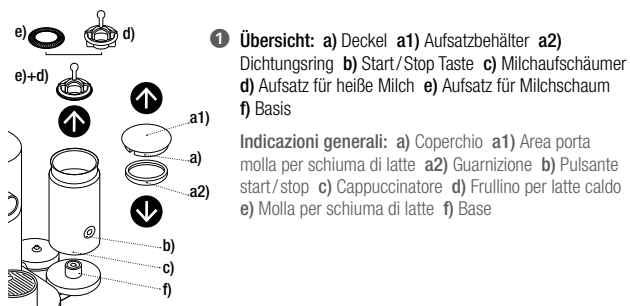 e)
d)
e)+d)
a1)
a)
a2)
b)
c)
f)
1 Übersicht: a) Deckel a1) Aufsatzbehälter a2)
Dichtungsring b) Start/Stop Taste c) Milchaufschäumer
d) Aufsatz für heiße Milch e) Aufsatz für Milchschaum
f) Basis
Indicazioni generali: a) Coperchio a1) Area porta
molla per schiuma di latte a2) Guarnizione b) Pulsante
start/stop c) Cappuccinatore d) Frullino per latte caldo
e) Molla per schiuma di latte f) Base